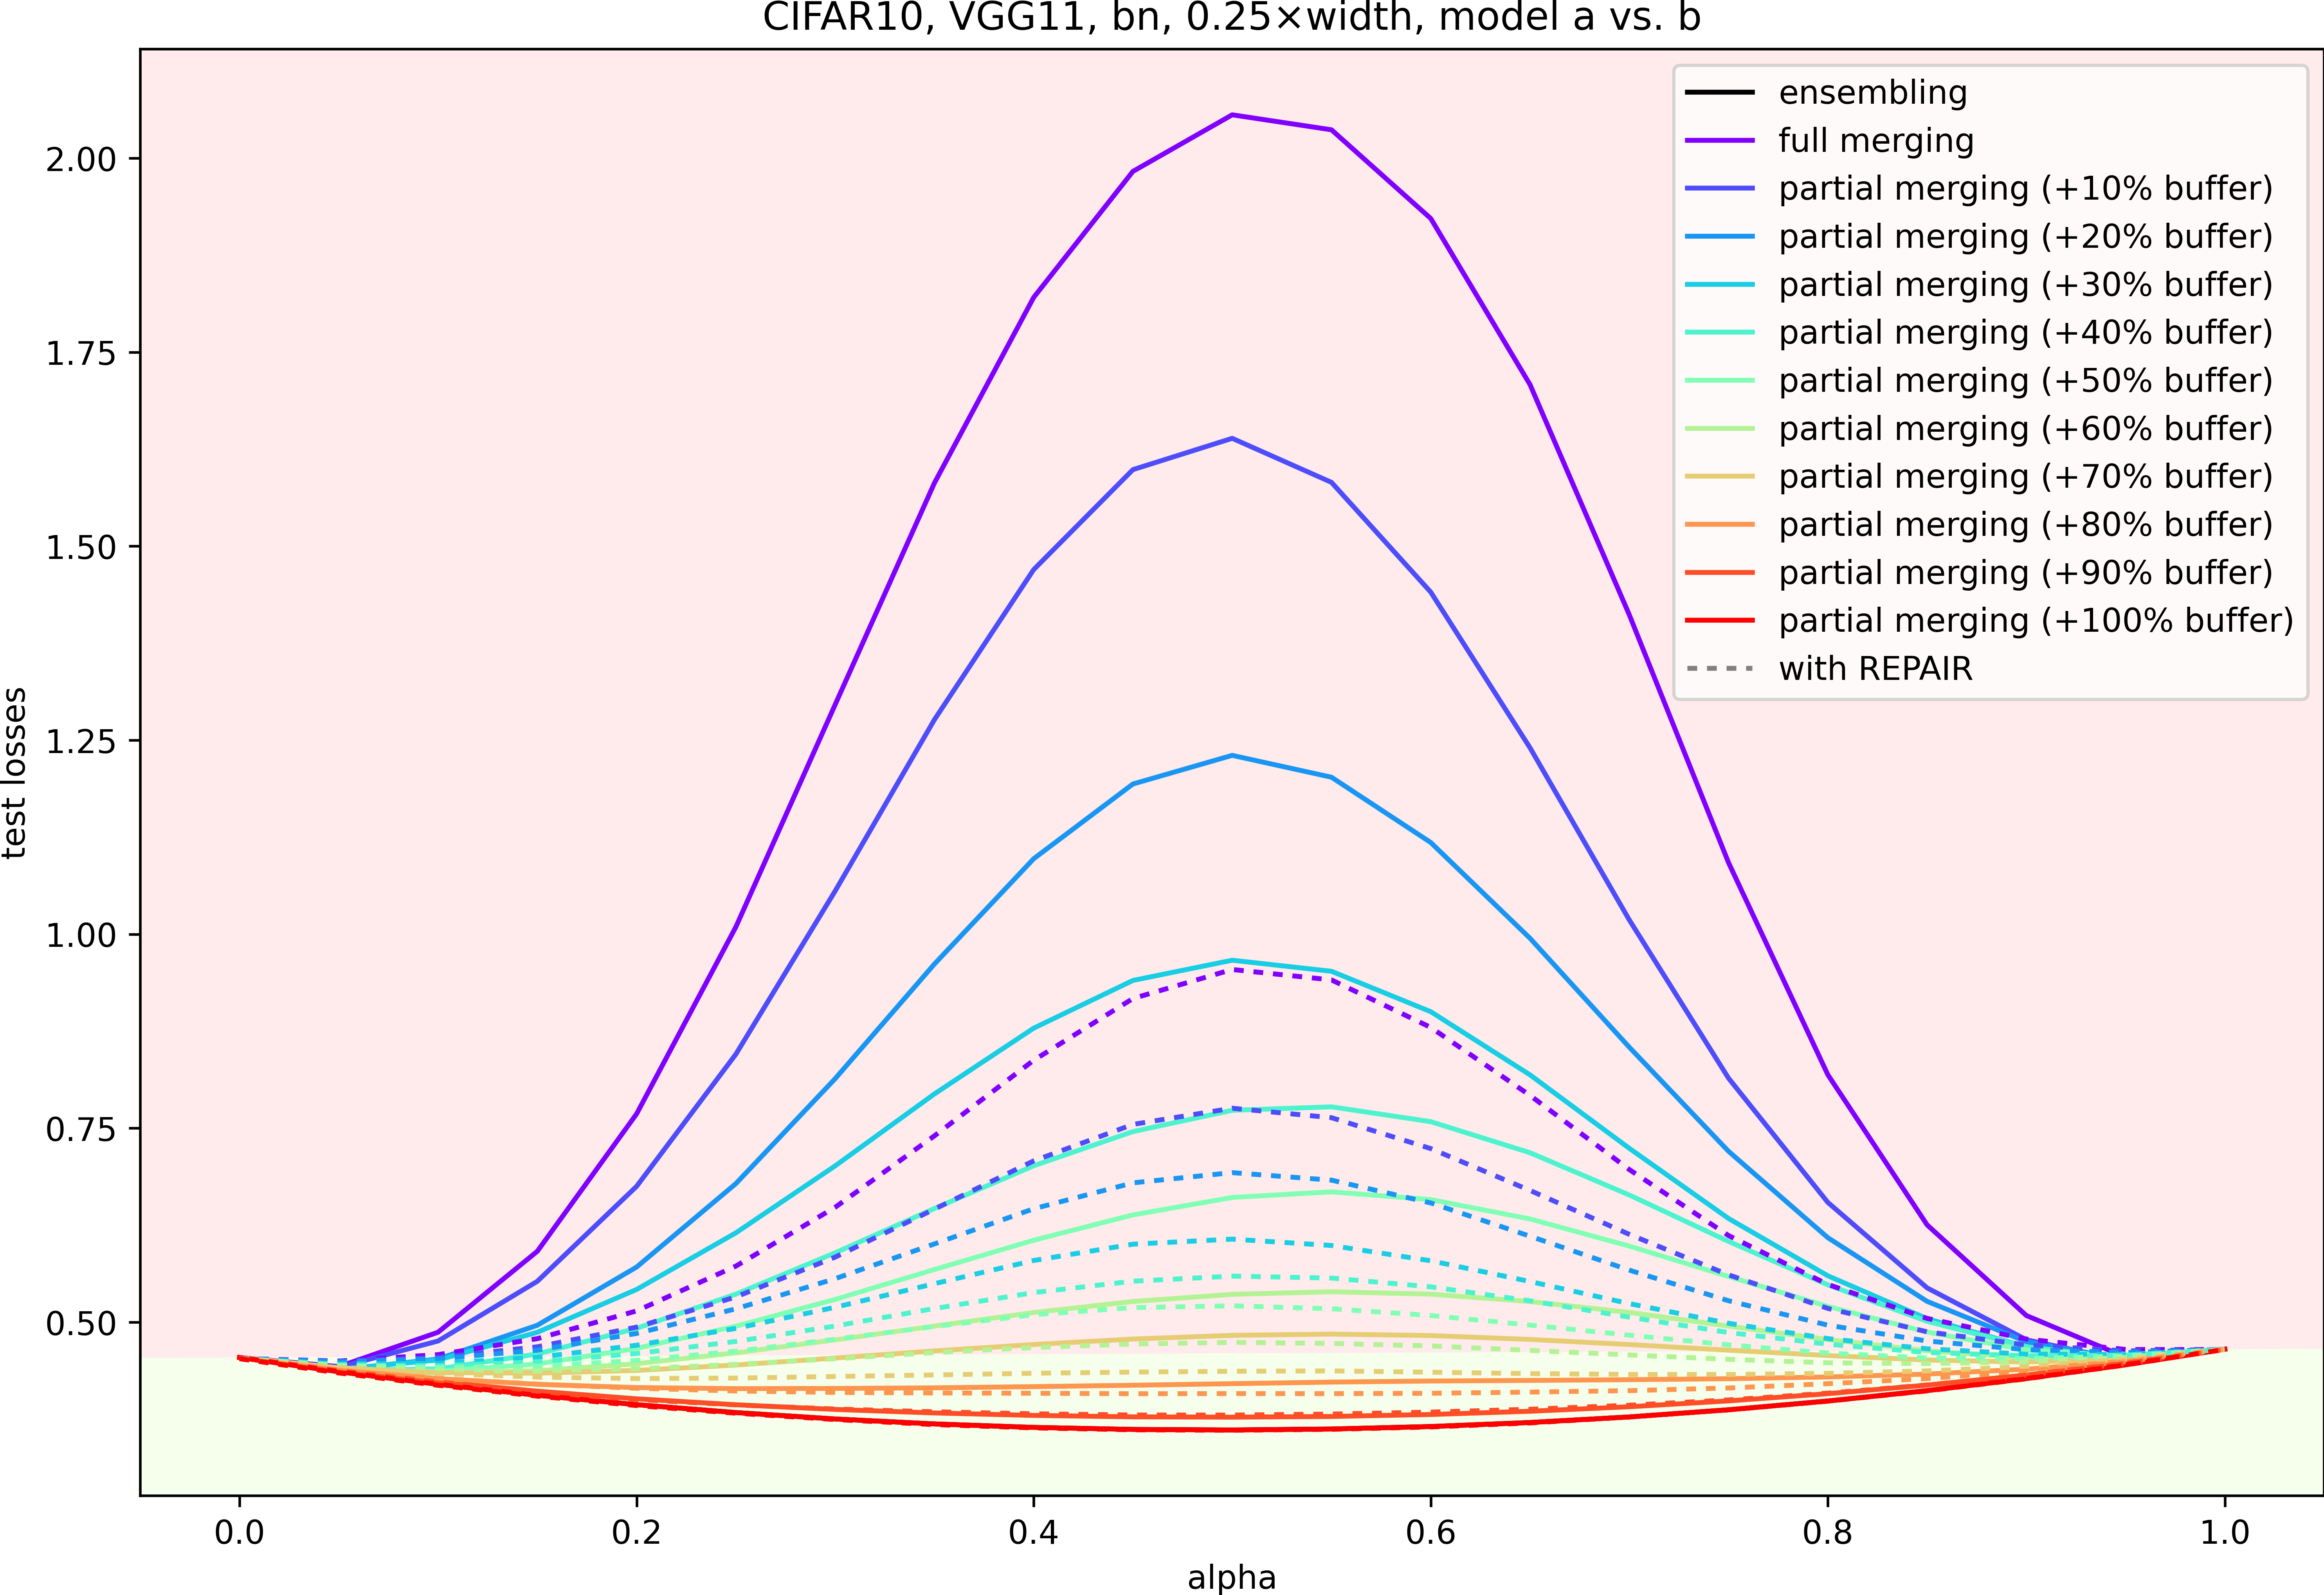 CIFAR10, VGG11, bn, 0.25×width, model a vs. b
ensembling
full merging
partial merging (+10% buffer)
partial merging (+20% buffer)
partial merging (+30% buffer)
partial merging (+40% buffer)
partial merging (+50% buffer)
partial merging (+60% buffer)
partial merging (+70% buffer)
partial merging (+80% buffer)
partial merging (+90% buffer)
partial merging (+100% buffer)
with REPAIR
test losses
2.00
1.75
1.50
1.25
1.00
0.75
0.50
0.0 0.2 0.4 0.6 0.8 1.0
alpha